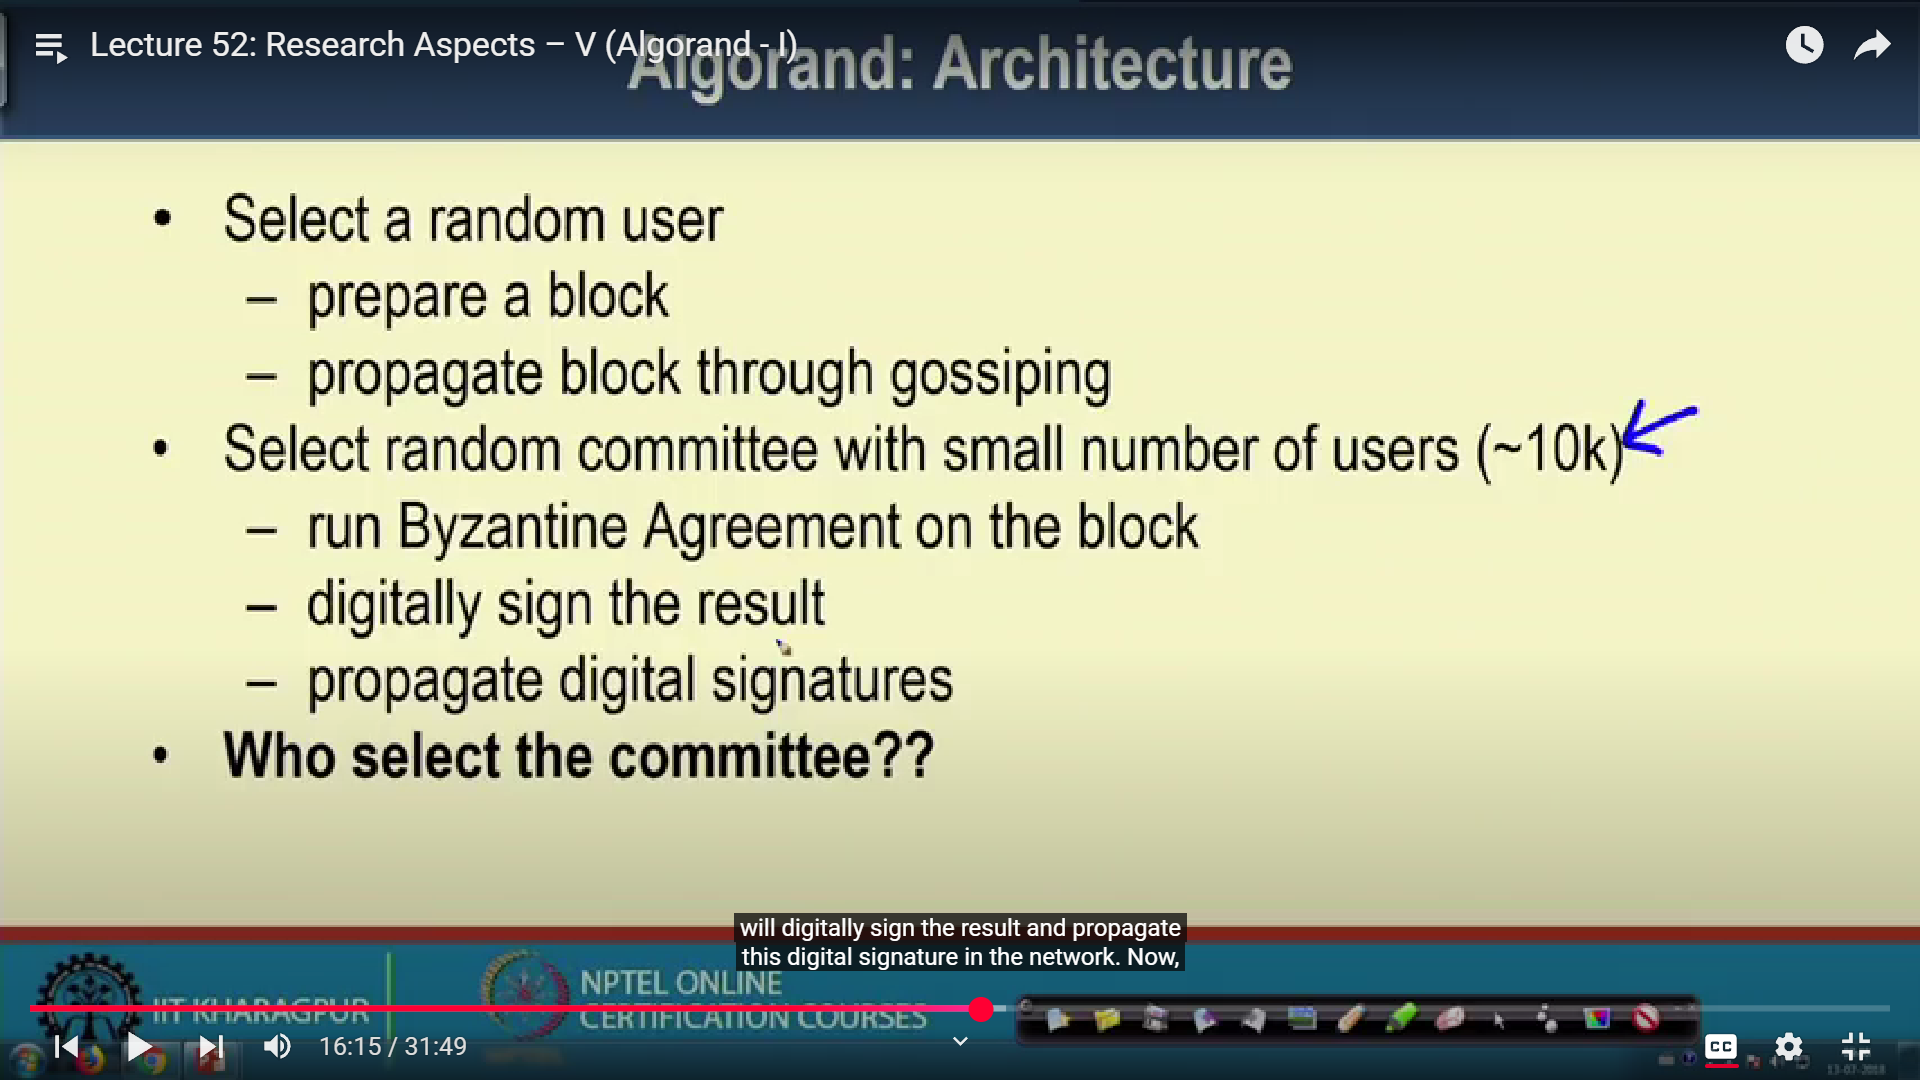 Lecture 52: Research Aspects – V (Algorand - I)
Algorand: Architecture
• Select a random user
– prepare a block
– propagate block through gossiping
• Select random committee with small number of users (~10k)
– run Byzantine Agreement on the block
– digitally sign the result
– propagate digital signatures
• Who select the committee??
will digitally sign the result and propagate
this digital signature in the network. Now,
IIT KHARAGPUR
NPTEL ONLINE
CERTIFICATION COURSES
16:15 / 31:49
CC
13-07-2018